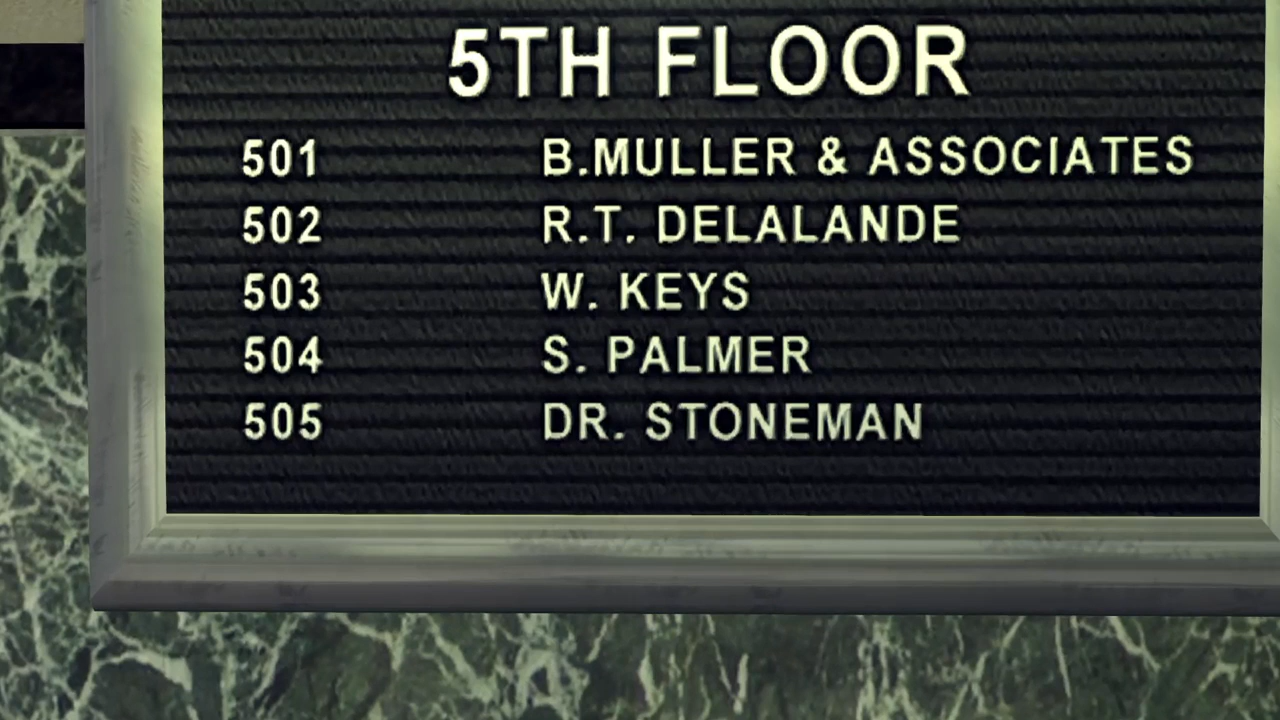 5TH FLOOR
501 B.MULLER & ASSOCIATES
502 R.T. DELALANDE
503 W. KEYS
504 S. PALMER
505 DR. STONEMAN